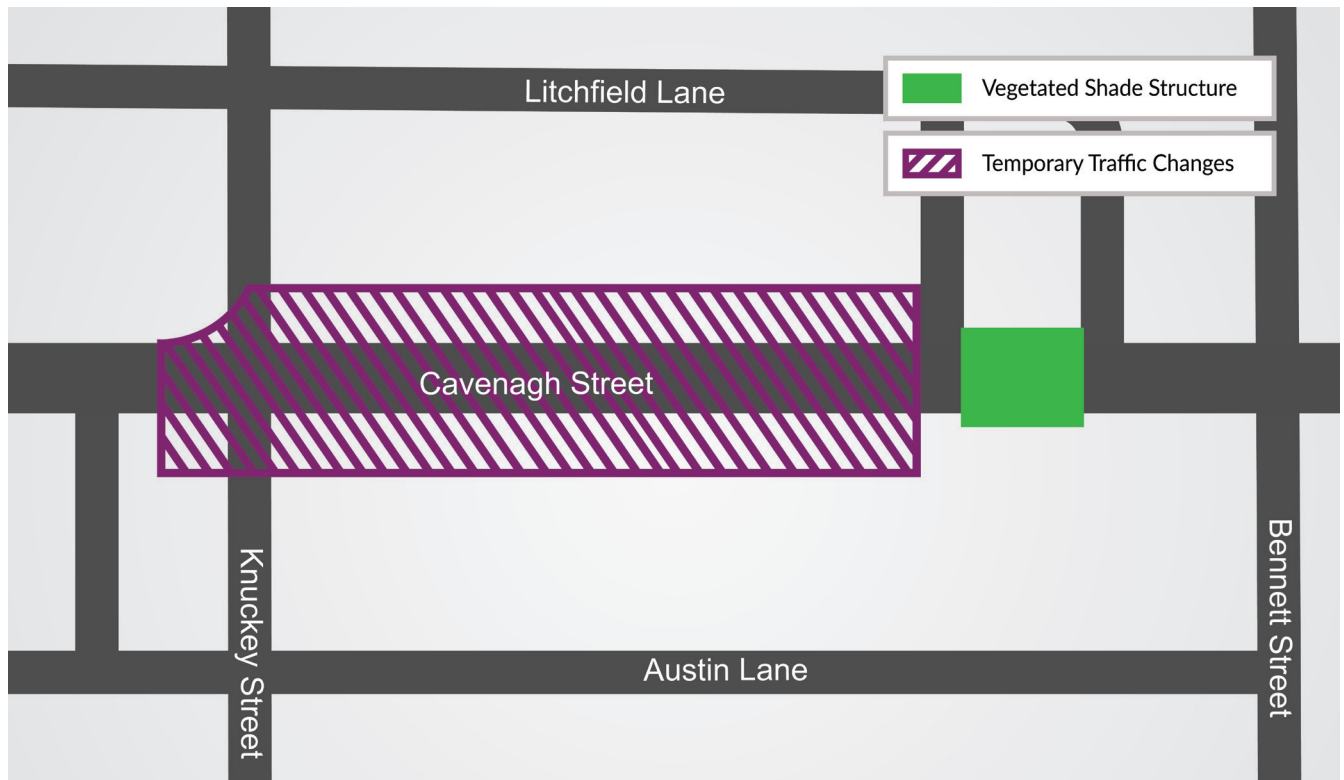 Litchfield Lane
Vegetated Shade Structure
Temporary Traffic Changes
Cavenagh Street
Knuckey Street
Bennett Street
Austin Lane